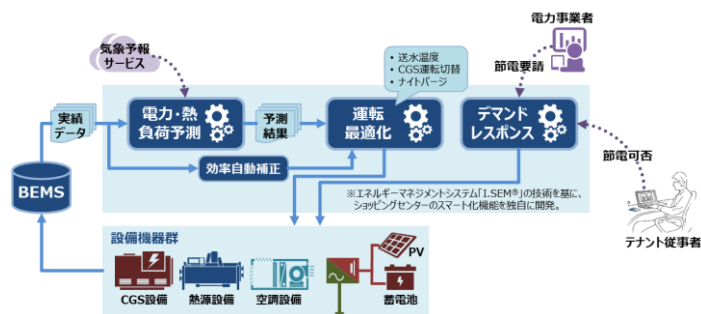 気象予報
サービス
・送水温度
・CGS運転切替
・ナイトパージ
電力事業者
節電要請
実績
データ
電力・熱
負荷予測
予測
結果
運転
最適化
デマンド
レスポンス
効率自動補正
BEMS
節電可否
※エネルギーマネジメントシステム「I.SEM®」の技術を基に、
ショッピングセンターのスマート化機能を独自に開発。
テナント従事者
設備機器群
CGS設備
熱源設備
空調設備
PV
蓄電池